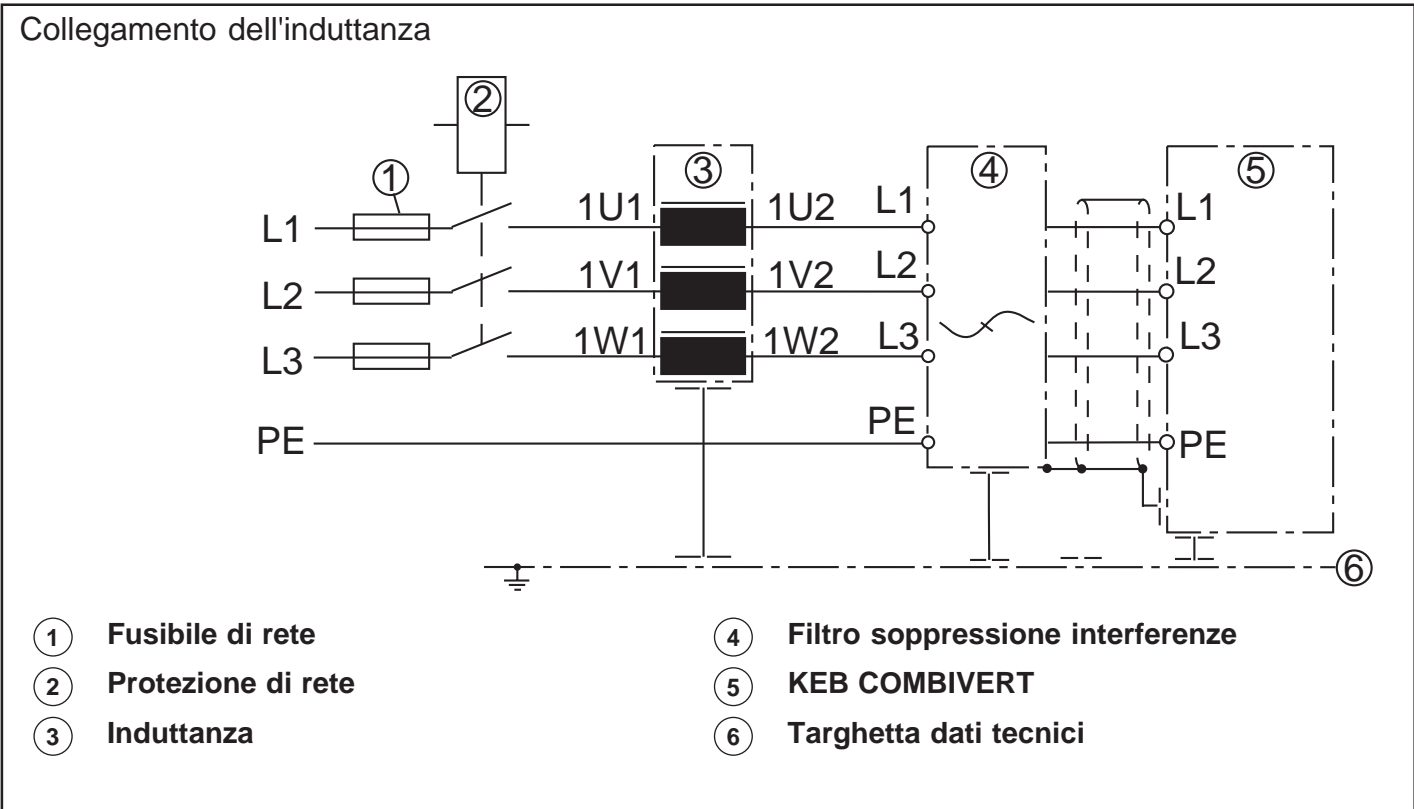 Collegamento dell'induttanza
2
1
3
4
5
L1
1U1
1U2
L1
L1
L2
1V1
1V2
L2
L2
L3
1W1
1W2
L3
L3
PE
PE
PE
6
1 Fusibile di rete
2 Protezione di rete
3 Induttanza
4 Filtro soppressione interferenze
5 KEB COMBIVERT
6 Targhetta dati tecnici